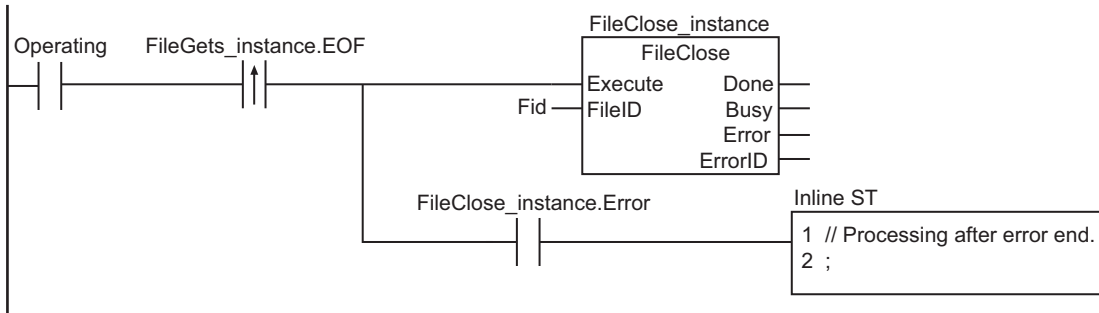 FileClose_instance
Operating FileGets_instance.EOF
FileClose
Execute Done
Fid FileID Busy
Error
ErrorID
FileClose_instance.Error
Inline ST
1 // Processing after error end.
2 ;